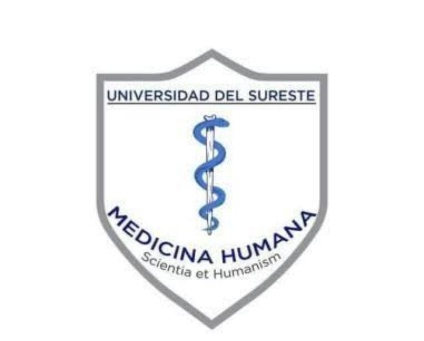 UNIVERSIDAD DEL SURESTE
MEDICINA HUMANA
Scientia et Humanism